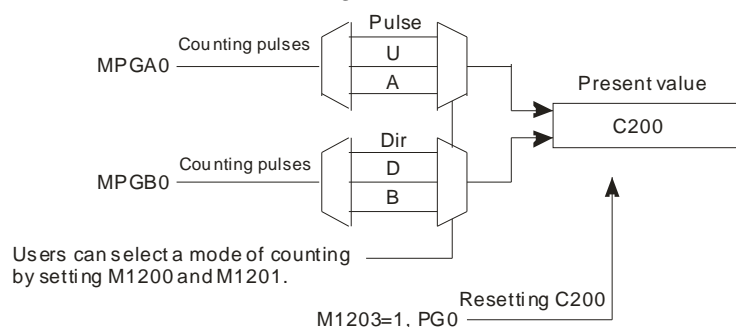 Pulse
Counting pulses
U
MPGA0
A
Present value
C200
Dir
Counting pulses
D
MPGB0
B
Users can select a mode of counting
by setting M1200 and M1201.
Resetting C200
M1203=1, PG0